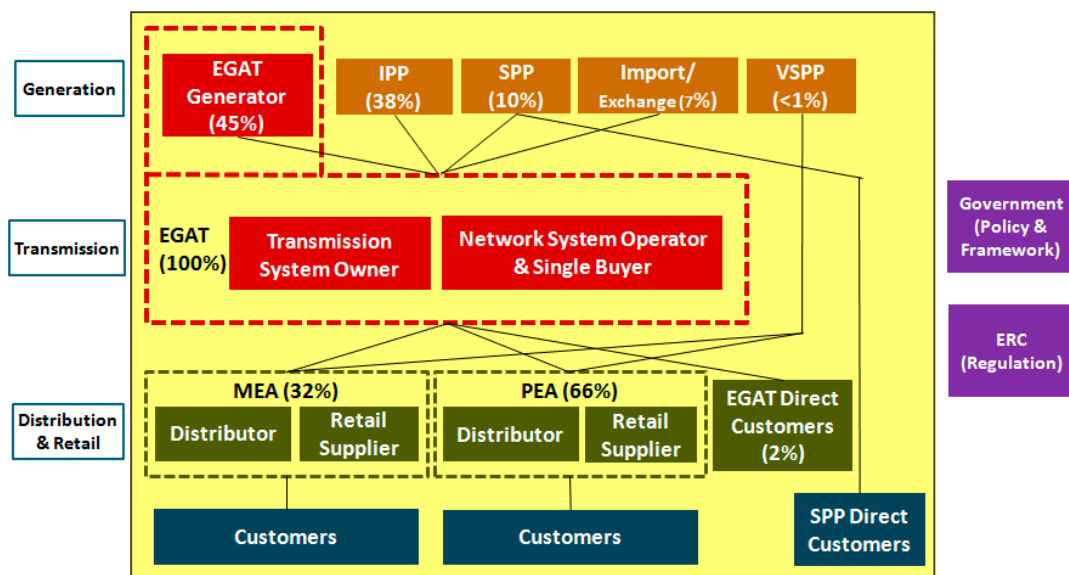 Generation
EGAT
Generator
(45%)
IPP
(38%)
SPP
(10%)
Import/
Exchange (7%)
VSPP
(<1%)
Transmission
EGAT
(100%)
Transmission
System Owner
Network System Operator
& Single Buyer
Government
(Policy &
Framework)
ERC
(Regulation)
Distribution
& Retail
MEA (32%)
Distributor
Retail
Supplier
PEA (66%)
Distributor
Retail
Supplier
EGAT Direct
Customers
(2%)
Customers
Customers
SPP Direct
Customers